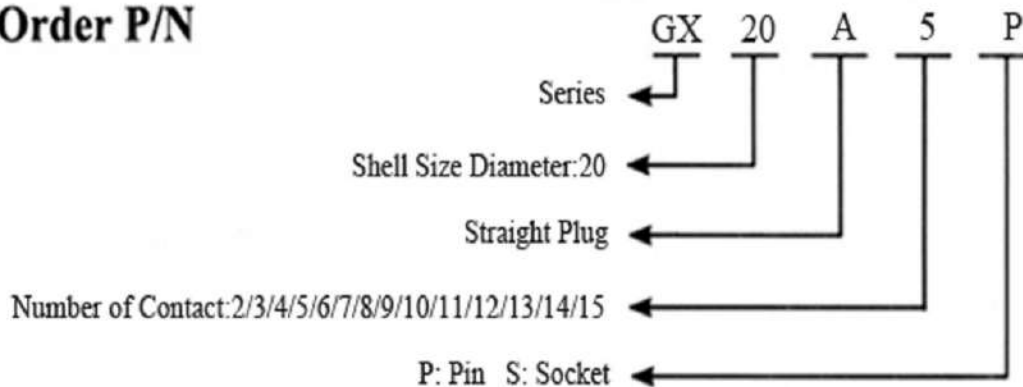 Order P/N
GX 20 A 5 P
Series
Shell Size Diameter:20
Straight Plug
Number of Contact:2/3/4/5/6/7/8/9/10/11/12/13/14/15
P: Pin S: Socket